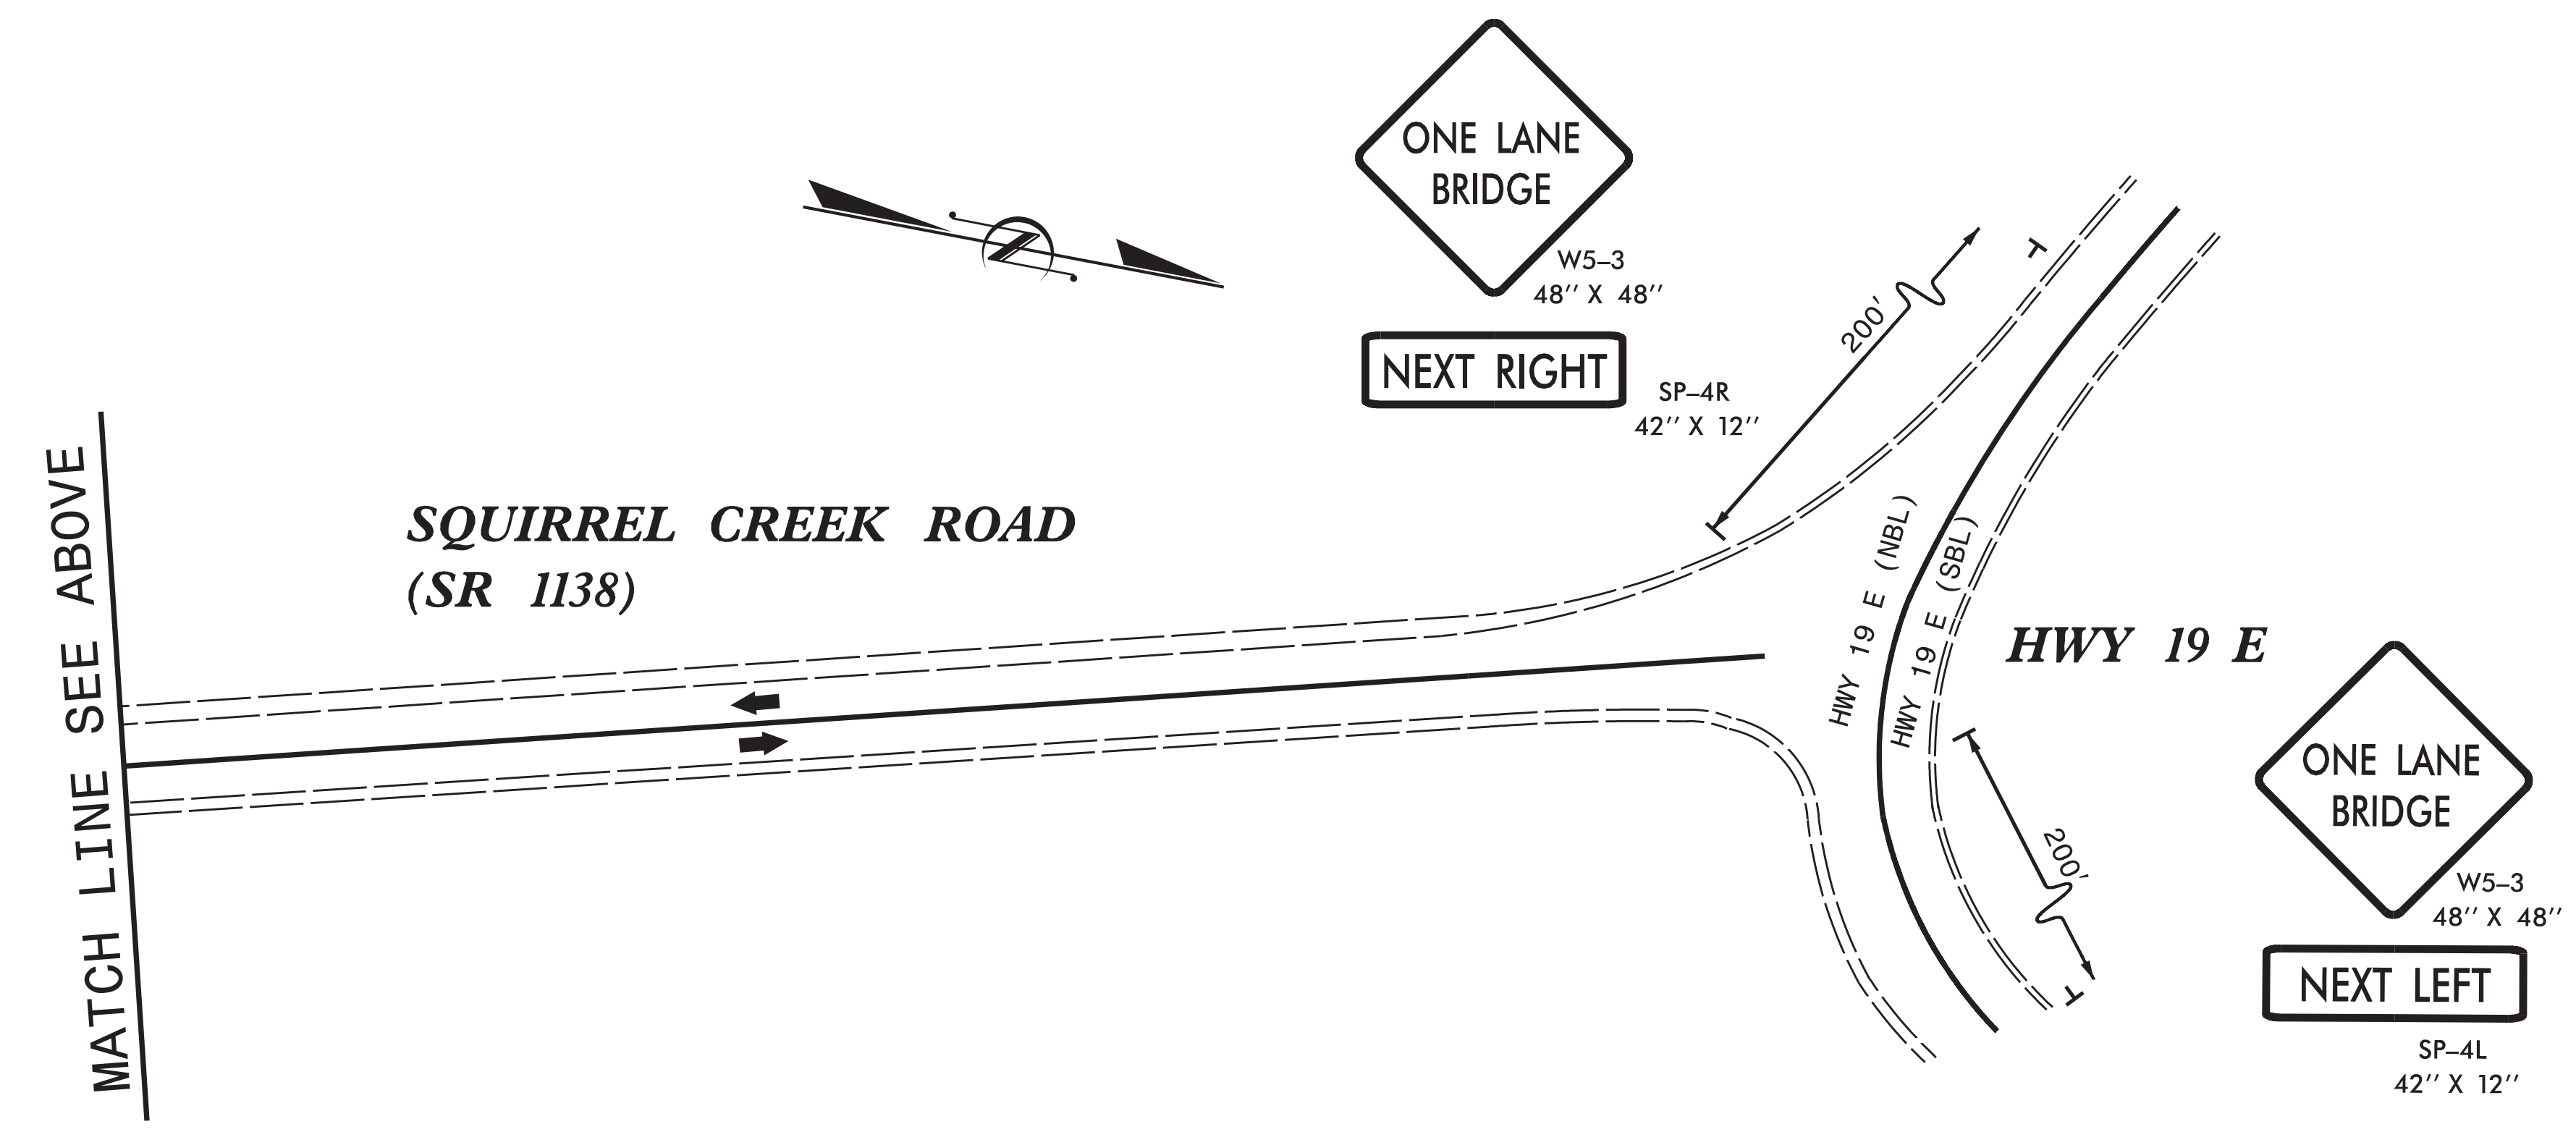 ONE LANE
BRIDGE
W5–3
48'' X 48''
NEXT RIGHT
SP–4R
42'' X 12''
200'
Z
SQUIRREL CREEK ROAD
(SR 1138)
MATCH LINE SEE ABOVE
HWY 19 E (NBL)
HWY 19 E (SBL)
HWY 19 E
200'
ONE LANE
BRIDGE
W5–3
48'' X 48''
NEXT LEFT
SP–4L
42'' X 12''